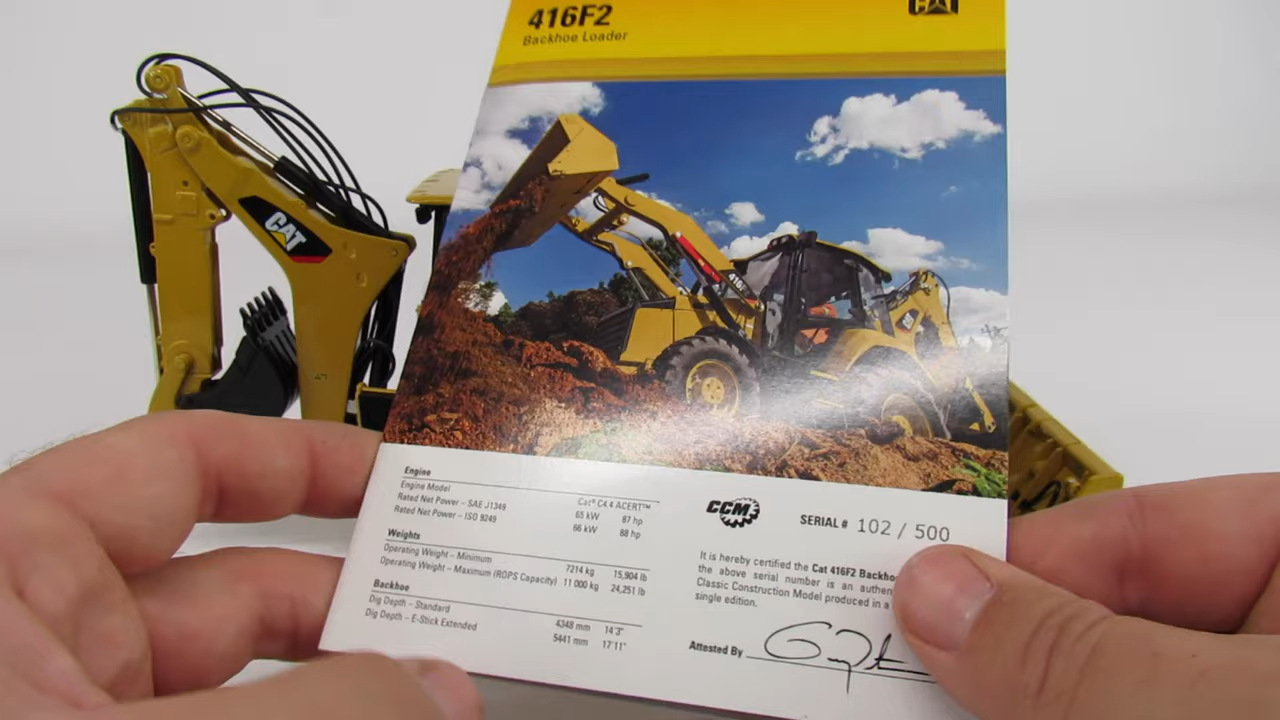 416F2
CAT
Backhoe Loader
CAT
416
CAT
Engine
Engine Model Cat® C4.4 ACERT™
Rated Net Power – SAE J1349 65 kW 87 hp
Rated Net Power – ISO 9249 66 kW 88 hp
Weights
Operating Weight – Minimum 7214 kg 15,904 lb
Operating Weight – Maximum (ROPS Capacity) 11 000 kg 24,251 lb
Backhoe
Dig Depth – Standard 4348 mm 14'3"
Dig Depth – E-Stick Extended 5441 mm 17'11"
CCM
SERIAL # 102 / 500
It is hereby certified the Cat 416F2 Backho
the above serial number is an authen
Classic Construction Model produced in a
single edition.
Attested By